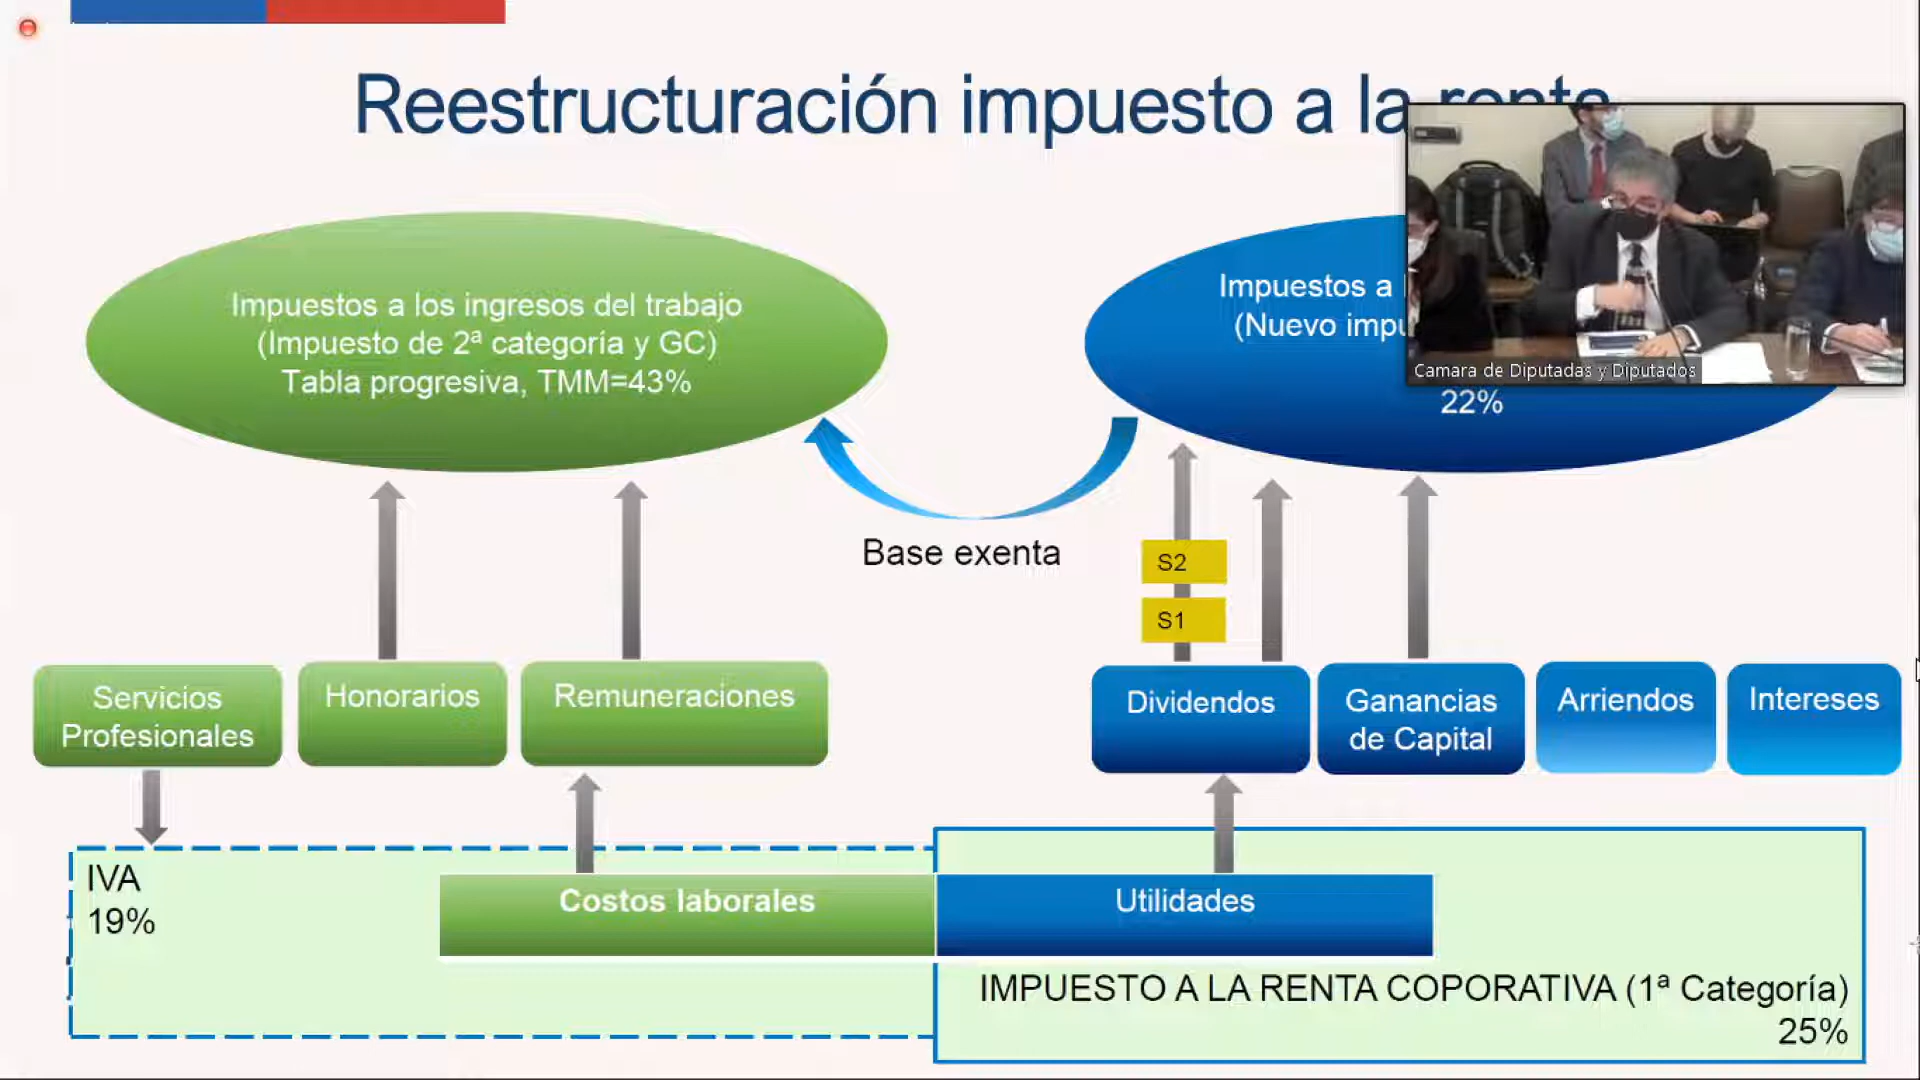 Reestructuración impuesto a la renta
Impuestos a los ingresos del trabajo
(Impuesto de 2ª categoría y GC)
Tabla progresiva, TMM=43%
Impuestos a
(Nuevo
22%
Camara de Diputadas y Diputados
Base exenta
S2
S1
Servicios
Profesionales
Honorarios
Remuneraciones
Dividendos
Ganancias
de Capital
Arriendos
Intereses
IVA
19%
Costos laborales
Utilidades
IMPUESTO A LA RENTA COPORATIVA (1ª Categoría)
25%